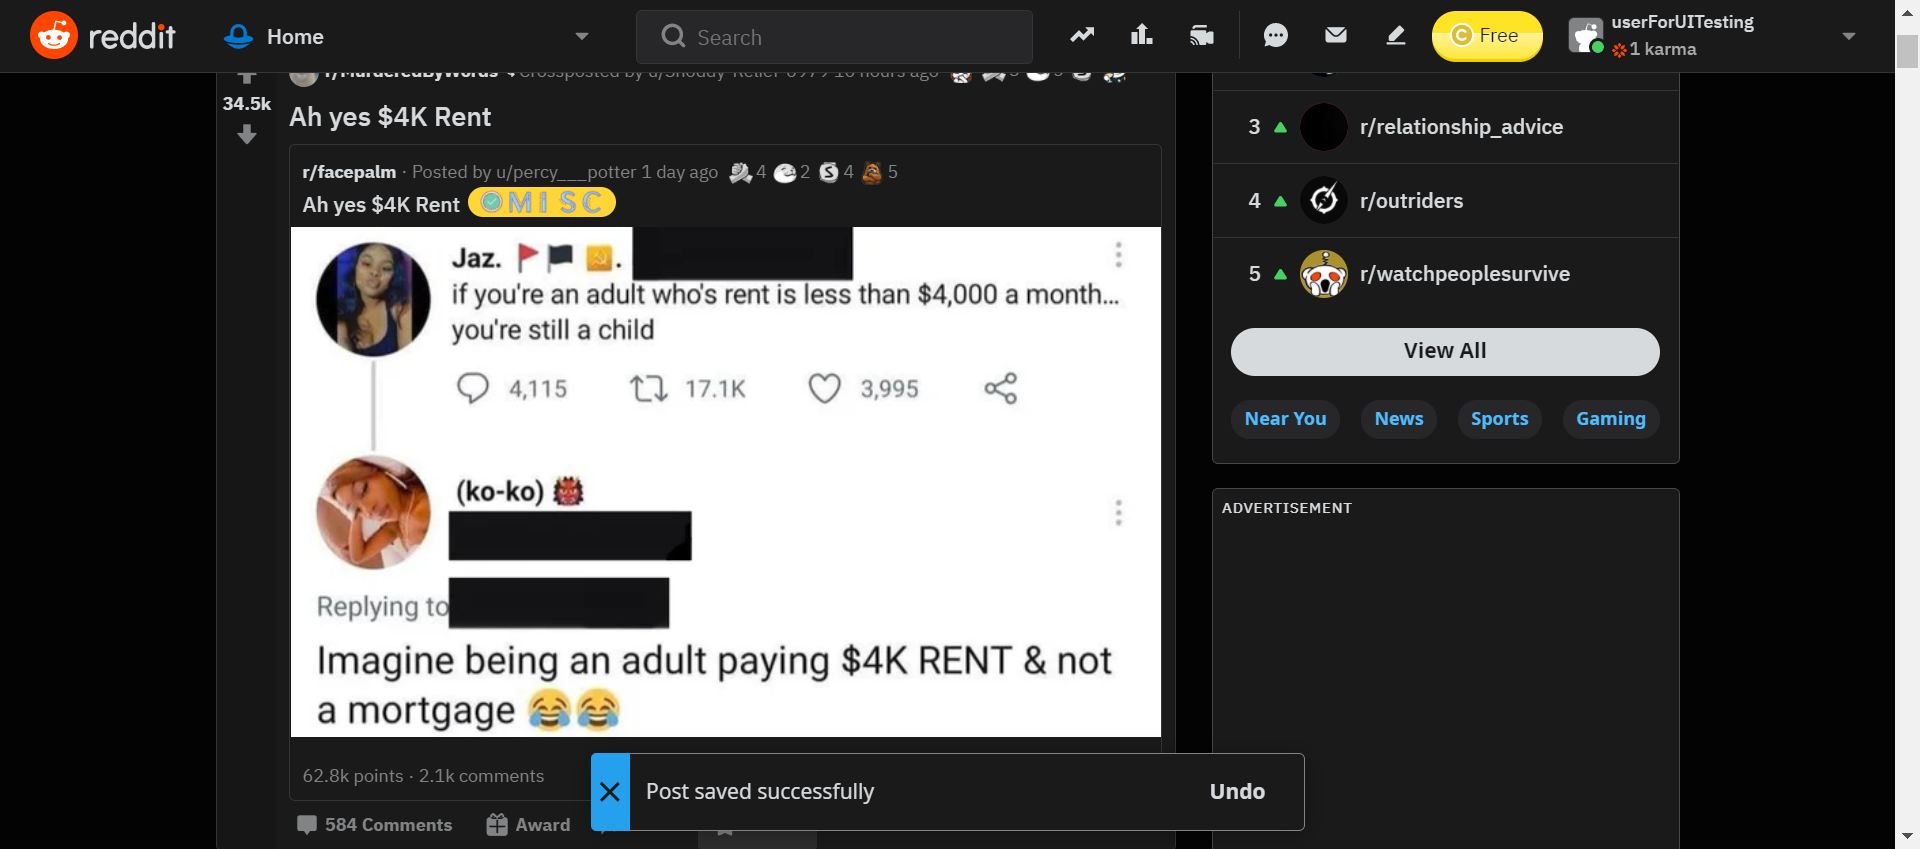 reddit
Home
Search
Free
userForUITesting
1 karma
34.5k
r/MurderedByWords · Crossposted by u/Shoddy-Relief-6979 16 hours ago
Ah yes $4K Rent
r/facepalm · Posted by u/percy___potter 1 day ago 4 2 4 5
Ah yes $4K Rent MISC
Jaz.
if you're an adult who's rent is less than $4,000 a month...
you're still a child
4,115 17.1K 3,995
(ko-ko)
Replying to
Imagine being an adult paying $4K RENT & not
a mortgage
62.8k points · 2.1k comments
584 Comments Award
3 r/relationship_advice
4 r/outriders
5 r/watchpeoplesurvive
View All
Near You News Sports Gaming
ADVERTISEMENT
Post saved successfully Undo